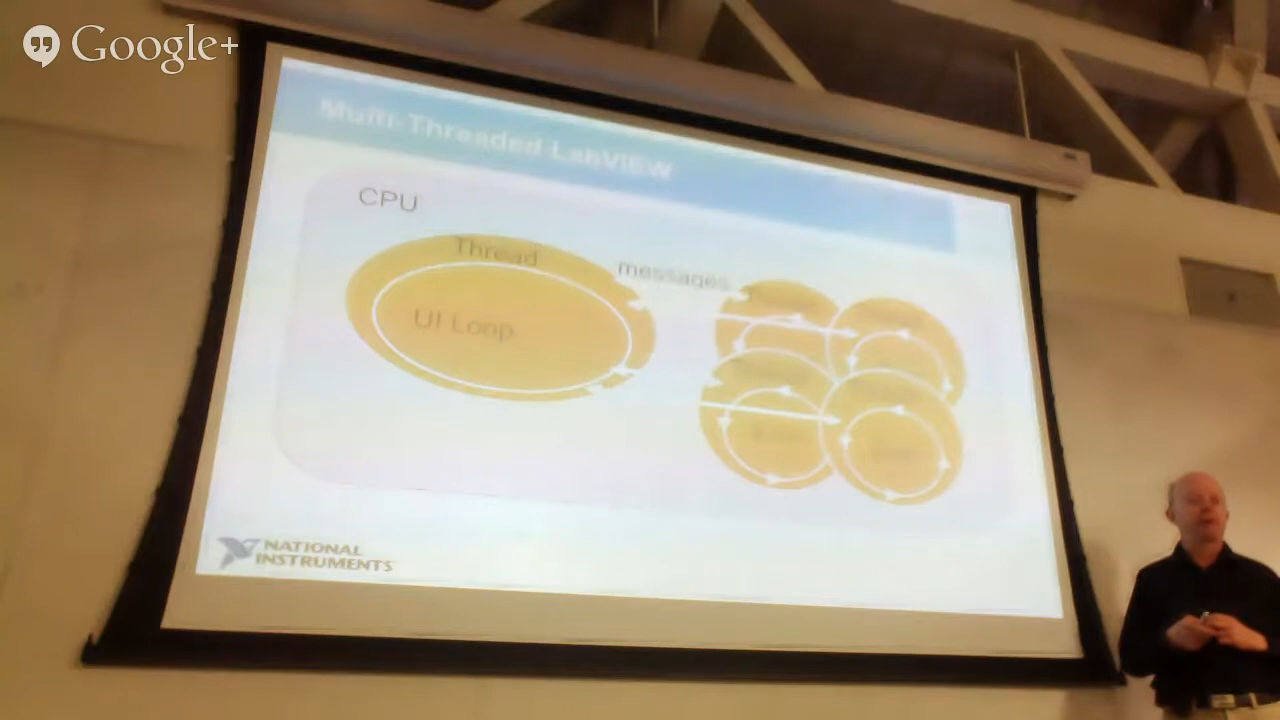 Google+
Multi-Threaded LabVIEW
CPU
Thread
messages
UI Loop
NATIONAL
INSTRUMENTS